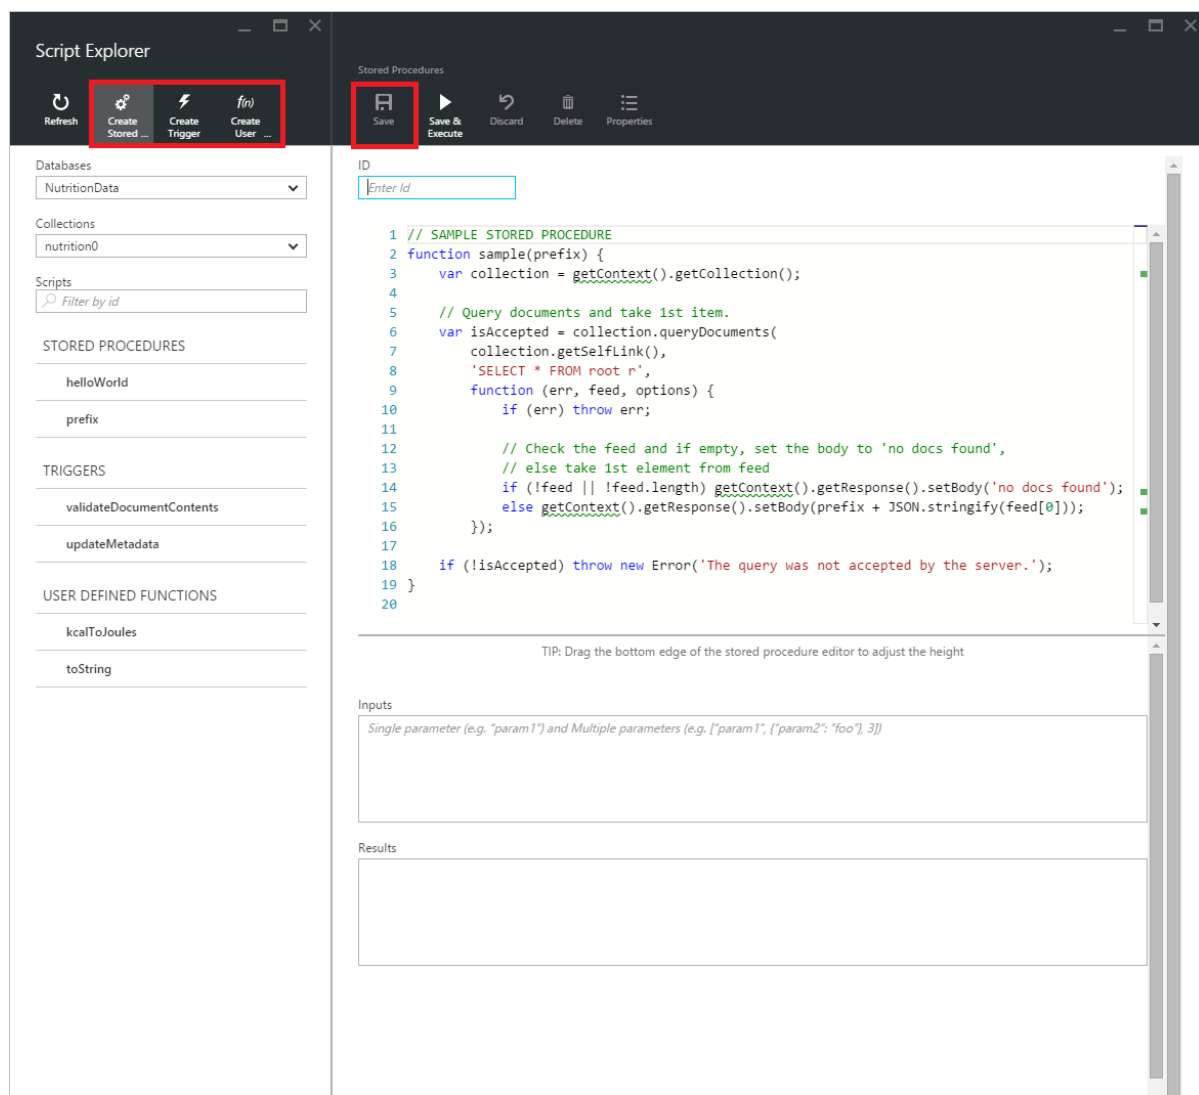 Script Explorer
Refresh
Create Stored ...
Create Trigger
f(n)
Create User ...
Databases
NutritionData
Collections
nutrition0
Scripts
Filter by id
STORED PROCEDURES
helloWorld
prefix
TRIGGERS
validateDocumentContents
updateMetadata
USER DEFINED FUNCTIONS
kcalToJoules
toString
Stored Procedures
Save
Save & Execute
Discard
Delete
Properties
ID
Enter Id
1 // SAMPLE STORED PROCEDURE
2 function sample(prefix) {
3     var collection = getContext().getCollection();
4
5     // Query documents and take 1st item.
6     var isAccepted = collection.queryDocuments(
7         collection.getSelfLink(),
8         'SELECT * FROM root r',
9         function (err, feed, options) {
10             if (err) throw err;
11
12             // Check the feed and if empty, set the body to 'no docs found',
13             // else take 1st element from feed
14             if (!feed || !feed.length) getContext().getResponse().setBody('no docs found');
15             else getContext().getResponse().setBody(prefix + JSON.stringify(feed[0]));
16         });
17
18     if (!isAccepted) throw new Error('The query was not accepted by the server.');
19 }
20
TIP: Drag the bottom edge of the stored procedure editor to adjust the height
Inputs
Single parameter (e.g. "param1") and Multiple parameters (e.g. ["param1", {"param2": "foo"}, 3])
Results